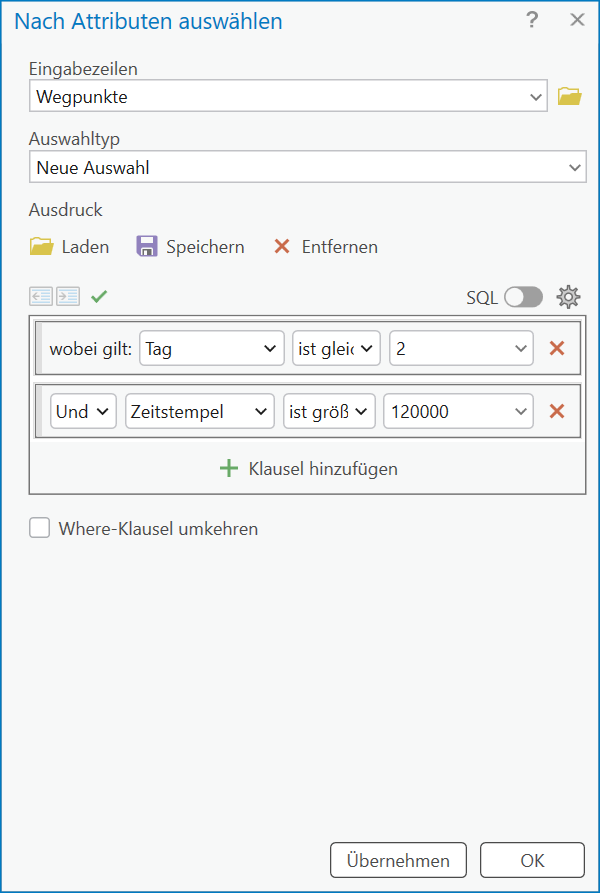 Nach Attributen auswählen ?
Eingabezeilen
Wegpunkte
Auswahltyp
Neue Auswahl
Ausdruck
Laden Speichern Entfernen
SQL
wobei gilt: Tag ist gleic 2
Und Zeitstempel ist größ 120000
Klausel hinzufügen
Where-Klausel umkehren
Übernehmen OK